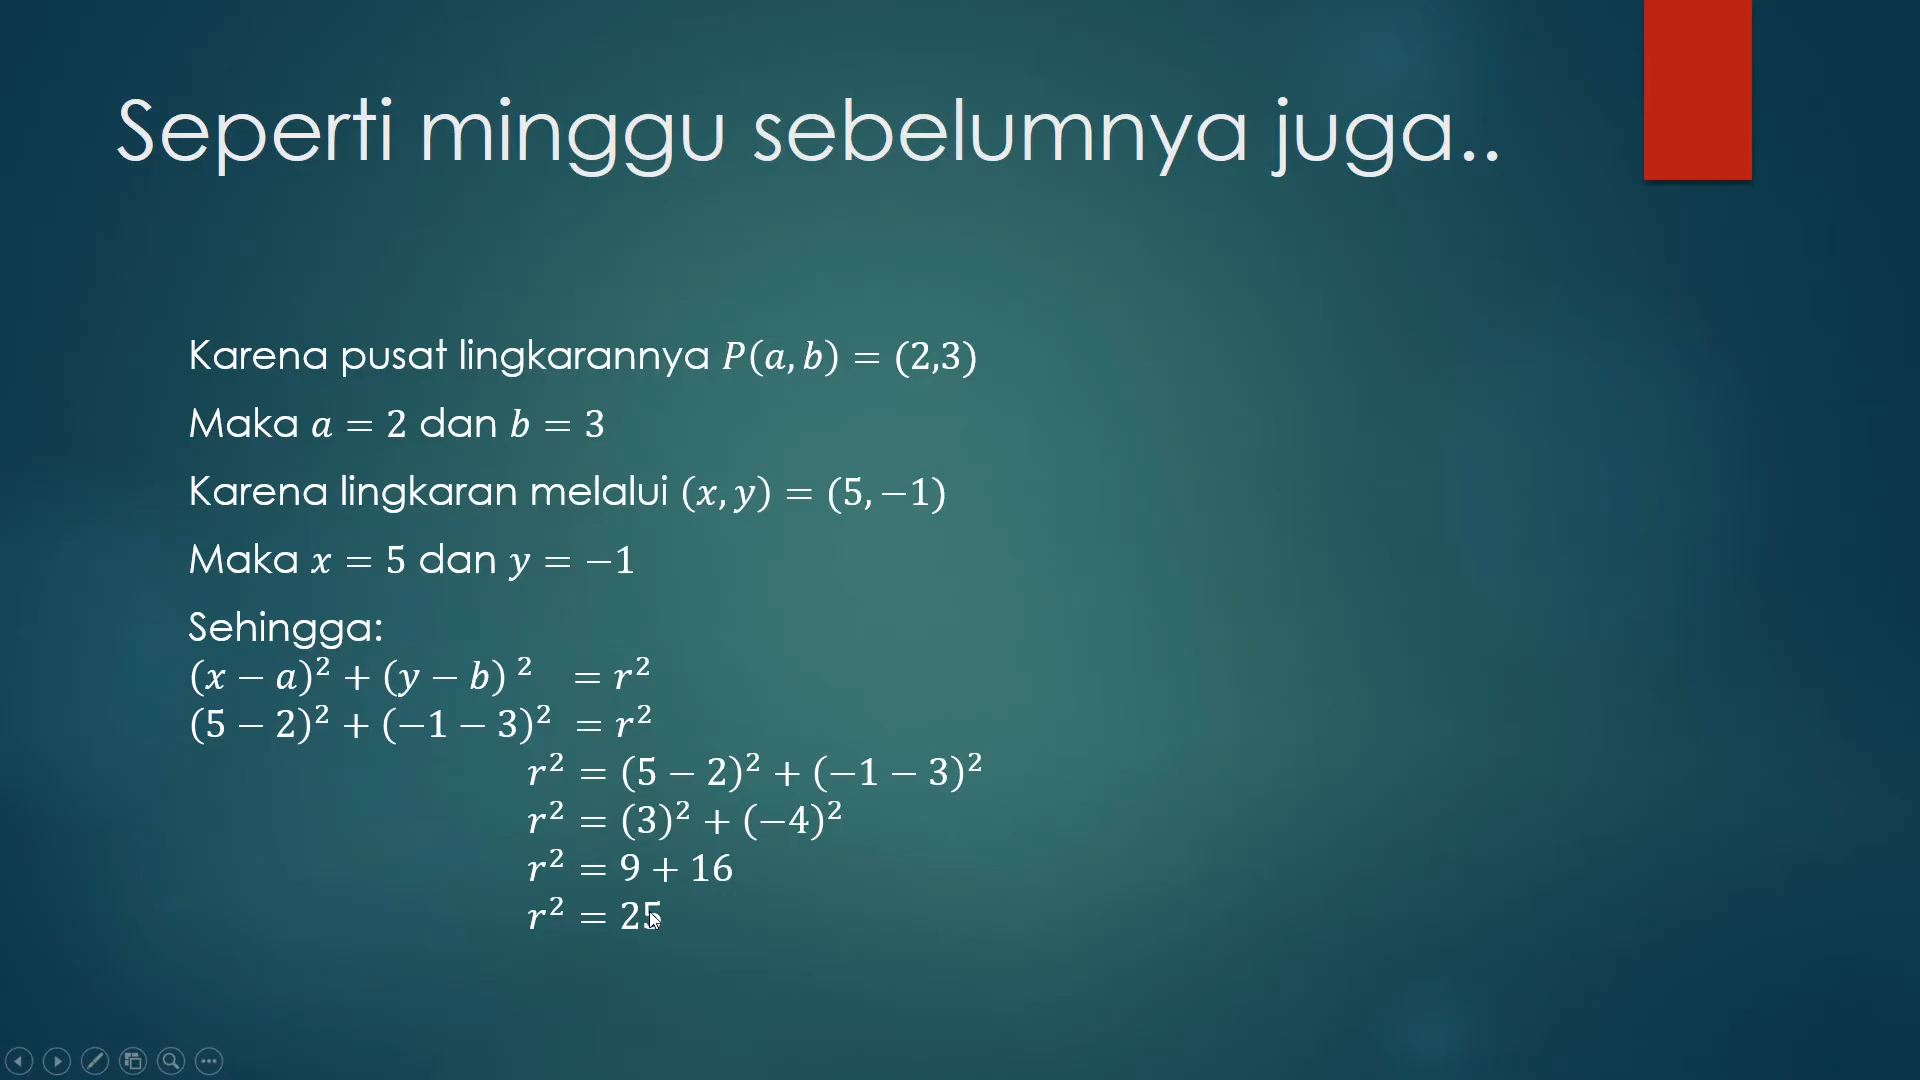 Seperti minggu sebelumnya juga..
Karena pusat lingkarannya P(a, b) = (2,3)
Maka a = 2 dan b = 3
Karena lingkaran melalui (x, y) = (5, −1)
Maka x = 5 dan y = −1
Sehingga:
(x − a)² + (y − b)² = r²
(5 − 2)² + (−1 − 3)² = r²
r² = (5 − 2)² + (−1 − 3)²
r² = (3)² + (−4)²
r² = 9 + 16
r² = 25